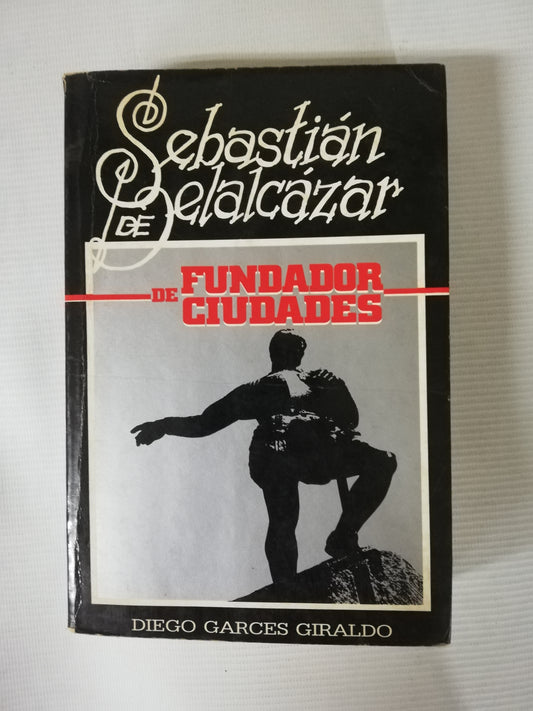 Sebastián
DE Belalcázar
FUNDADOR
DE CIUDADES
DIEGO GARCES GIRALDO